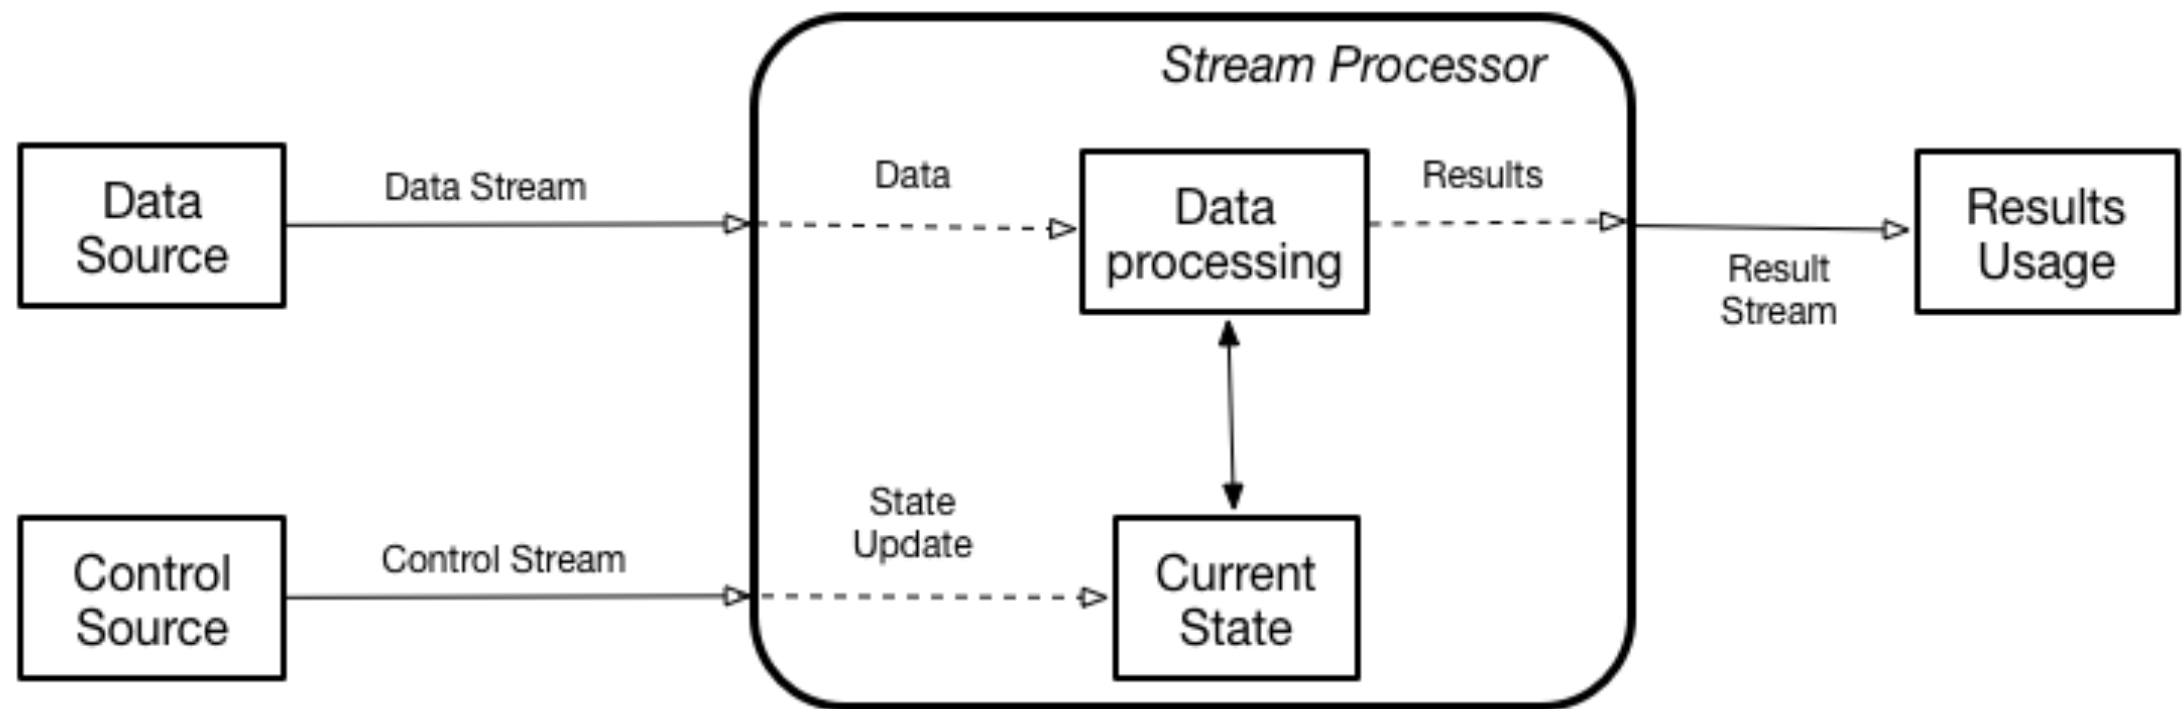 Stream Processor
Data
Source
Data Stream
Data
Data
processing
Results
Result
Stream
Results
Usage
Control
Source
Control Stream
State
Update
Current
State